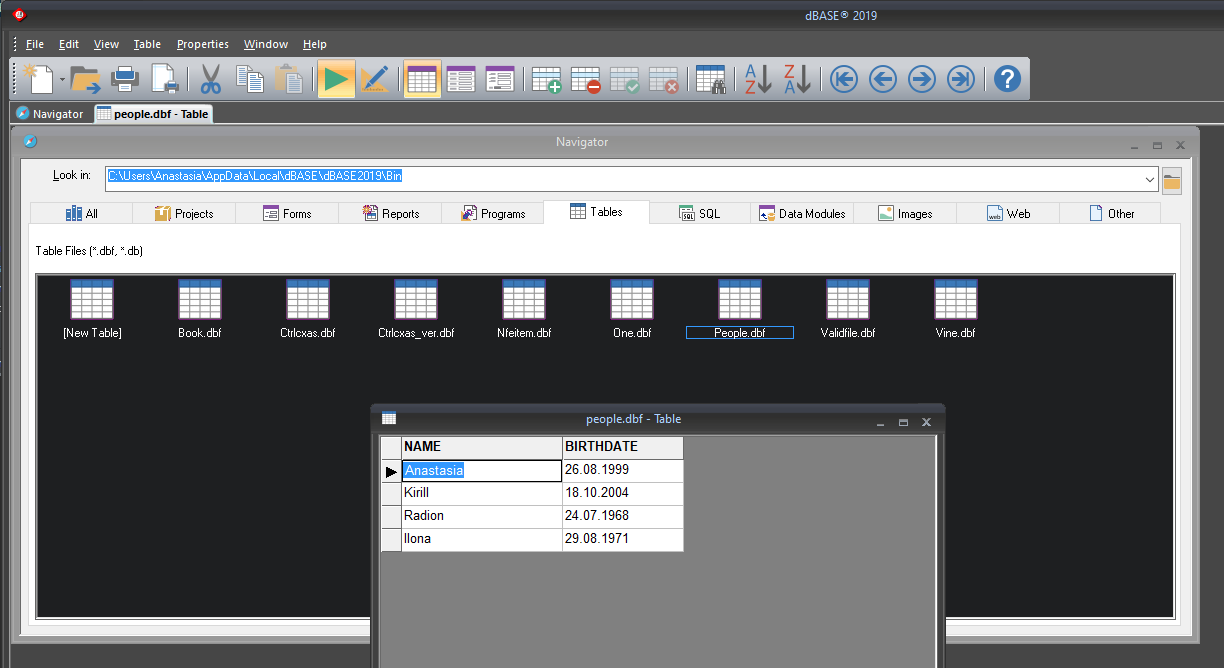 dBASE® 2019
File Edit View Table Properties Window Help
Navigator people.dbf - Table
Navigator
Look in: C:\Users\Anastasia\AppData\Local\dBASE\dBASE2019\Bin
All Projects Forms Reports Programs Tables SQL Data Modules Images Web Other
Table Files (*.dbf, *.db)
[New Table] Book.dbf Ctrlcxas.dbf Ctrlcxas_ver.dbf Nfeitem.dbf One.dbf People.dbf Validfile.dbf Vine.dbf
people.dbf - Table
NAME BIRTHDATE
Anastasia 26.08.1999
Kirill 18.10.2004
Radion 24.07.1968
Ilona 29.08.1971